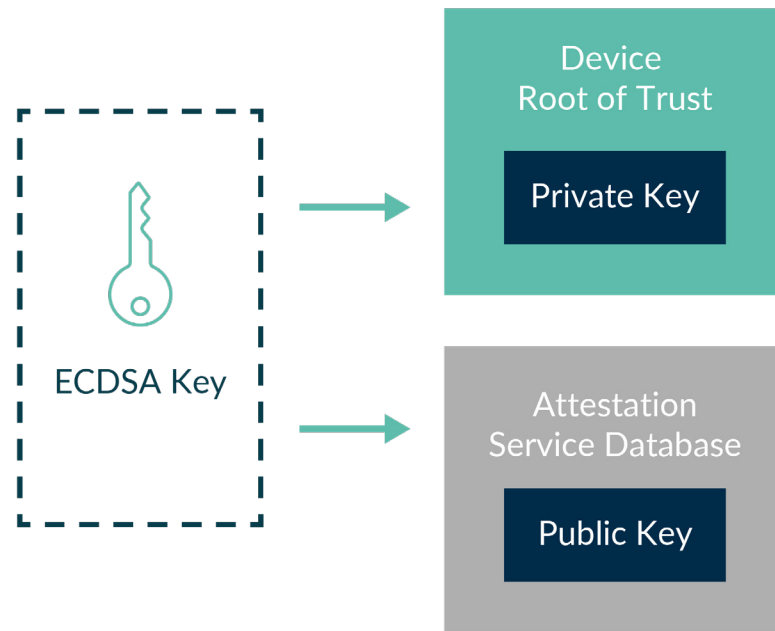 Device
Root of Trust
Private Key
ECDSA Key
Attestation
Service Database
Public Key